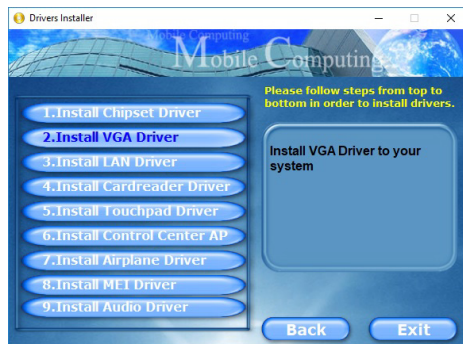 Drivers Installer
Mobile Computing
Mobile Computing
Please follow steps from top to
bottom in order to install drivers.
1.Install Chipset Driver
2.Install VGA Driver
3.Install LAN Driver
4.Install Cardreader Driver
5.Install Touchpad Driver
6.Install Control Center AP
7.Install Airplane Driver
8.Install MEI Driver
9.Install Audio Driver
Install VGA Driver to your
system
Back
Exit